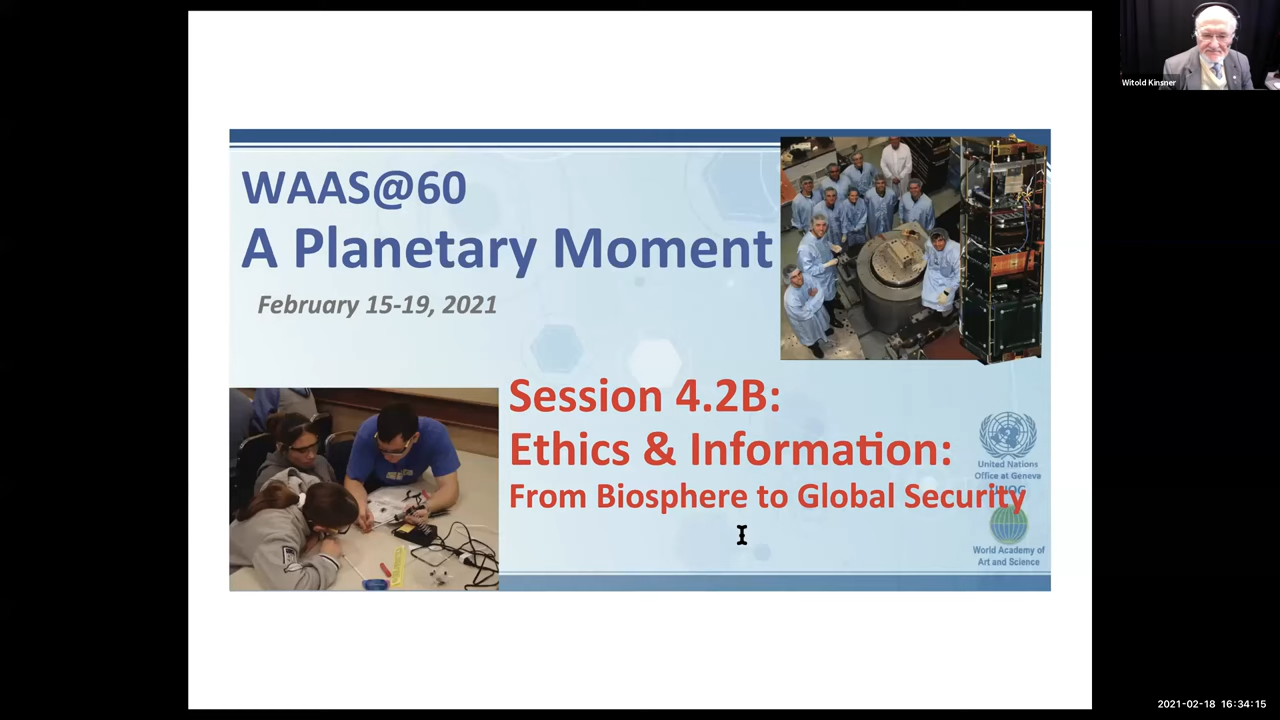 Witold Kinsner
WAAS@60
A Planetary Moment
February 15-19, 2021
Session 4.2B:
Ethics & Information:
From Biosphere to Global Security
United Nations
Office at Geneva
UNOG
World Academy of
Art and Science
2021-02-18 16:34:15